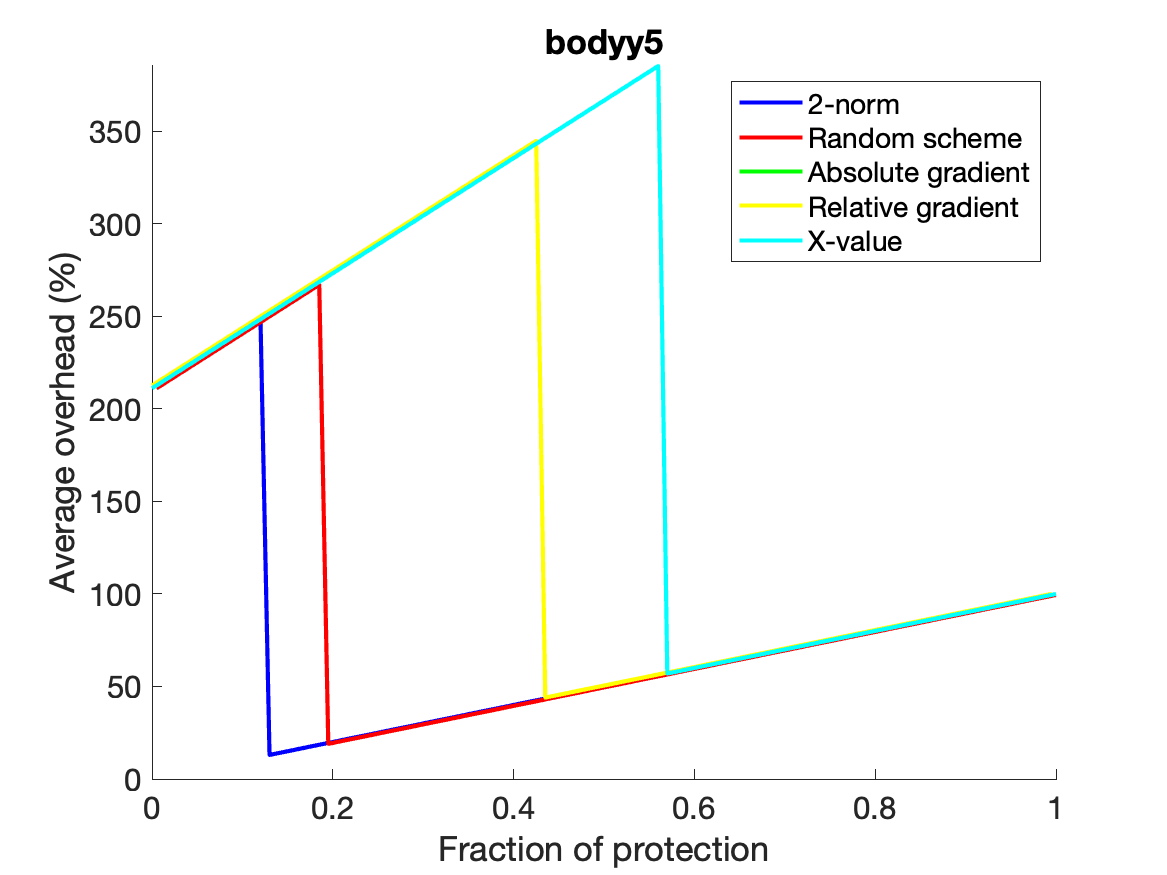 bodyy5
2-norm
Random scheme
Absolute gradient
Relative gradient
X-value
Average overhead (%)
350
300
250
200
150
100
50
0
0 0.2 0.4 0.6 0.8 1
Fraction of protection